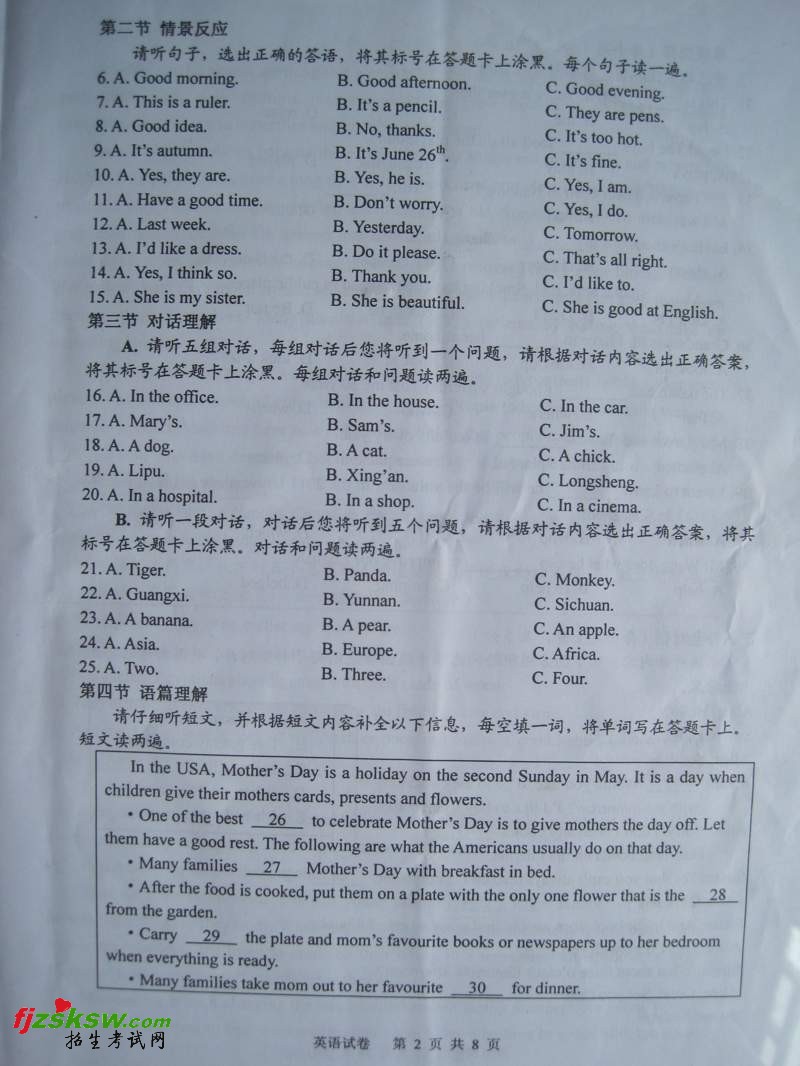 第二节 情景反应
请听句子，选出正确的答语，将其标号在答题卡上涂黑。每个句子读一遍。
6. A. Good morning. B. Good afternoon. C. Good evening.
7. A. This is a ruler. B. It's a pencil. C. They are pens.
8. A. Good idea. B. No, thanks. C. It's too hot.
9. A. It's autumn. B. It's June 26th. C. It's fine.
10. A. Yes, they are. B. Yes, he is. C. Yes, I am.
11. A. Have a good time. B. Don't worry. C. Yes, I do.
12. A. Last week. B. Yesterday. C. Tomorrow.
13. A. I'd like a dress. B. Do it please. C. That's all right.
14. A. Yes, I think so. B. Thank you. C. I'd like to.
15. A. She is my sister. B. She is beautiful. C. She is good at English.
第三节 对话理解
A. 请听五组对话，每组对话后您将听到一个问题，请根据对话内容选出正确答案，
将其标号在答题卡上涂黑。每组对话和问题读两遍。
16. A. In the office. B. In the house. C. In the car.
17. A. Mary's. B. Sam's. C. Jim's.
18. A. A dog. B. A cat. C. A chick.
19. A. Lipu. B. Xing'an. C. Longsheng.
20. A. In a hospital. B. In a shop. C. In a cinema.
B. 请听一段对话，对话后您将听到五个问题，请根据对话内容选出正确答案，将其
标号在答题卡上涂黑。对话和问题读两遍。
21. A. Tiger. B. Panda. C. Monkey.
22. A. Guangxi. B. Yunnan. C. Sichuan.
23. A. A banana. B. A pear. C. An apple.
24. A. Asia. B. Europe. C. Africa.
25. A. Two. B. Three. C. Four.
第四节 语篇理解
请仔细听短文，并根据短文内容补全以下信息，每空填一词，将单词写在答题卡上。
短文读两遍。
In the USA, Mother's Day is a holiday on the second Sunday in May. It is a day when
children give their mothers cards, presents and flowers.
• One of the best 26 to celebrate Mother's Day is to give mothers the day off. Let
them have a good rest. The following are what the Americans usually do on that day.
• Many families 27 Mother's Day with breakfast in bed.
• After the food is cooked, put them on a plate with the only one flower that is the 28
from the garden.
• Carry 29 the plate and mom's favourite books or newspapers up to her bedroom
when everything is ready.
• Many families take mom out to her favourite 30 for dinner.
英语试卷 第 2 页 共 8 页
fjzsksw.com
招生考试网